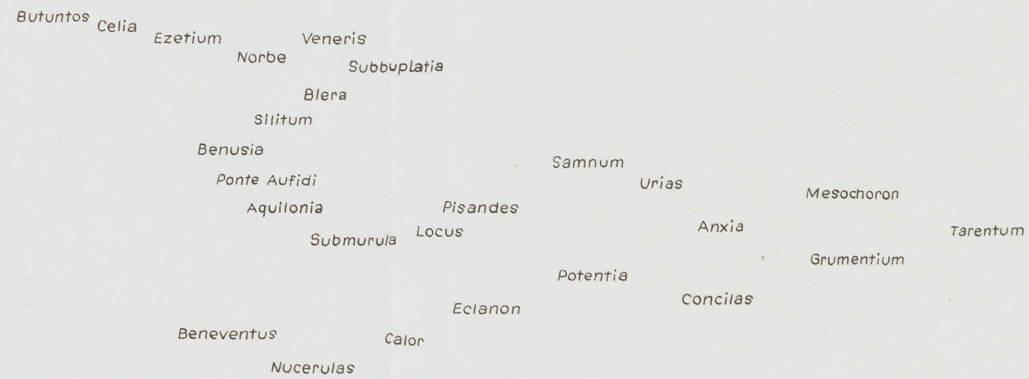 Butuntos
Celia
Ezetium
Veneris
Norbe
Subbuplatia
Blera
Silitum
Benusia
Samnum
Ponte Aufidi
Urias
Mesochoron
Aquilonia
Pisandes
Anxia
Tarentum
Submurula
Locus
Grumentium
Potentia
Concilas
Eclanon
Beneventus
Calor
Nucerulas